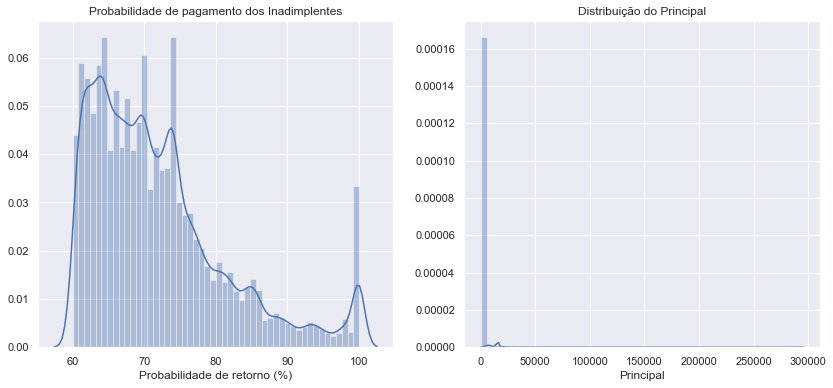 Probabilidade de pagamento dos Inadimplentes
0.06
0.05
0.04
0.03
0.02
0.01
0.00
60 70 80 90 100
Probabilidade de retorno (%)
Distribuição do Principal
0.00016
0.00014
0.00012
0.00010
0.00008
0.00006
0.00004
0.00002
0.00000
0 50000 100000 150000 200000 250000 300000
Principal